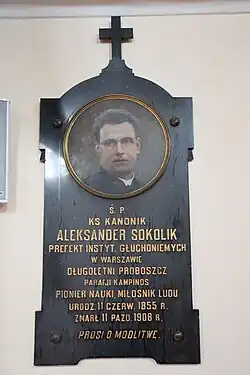 Ś. P.
KS. KANONIK
ALEKSANDER SOKOLIK
PREFEKT INSTYT. GŁUCHONIEMYCH
W WARSZAWIE
DŁUGOLETNI PROBOSZCZ
PARAFJI KAMPINOS
PIONIER NAUKI, MIŁOŚNIK LUDU
URODZ. 11 CZERW. 1855 R.
ZMARŁ 11 PAŹD. 1908 R.
PROSI O MODLITWĘ.